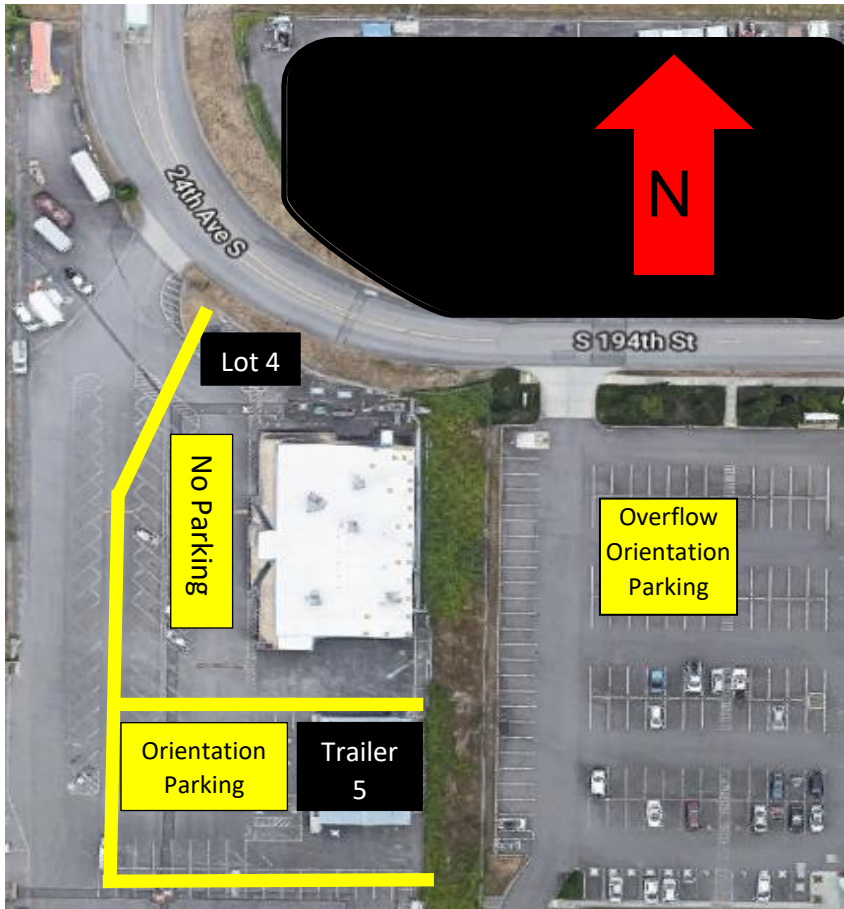 N
24th Ave S
S 194th St
Lot 4
No Parking
Overflow
Orientation
Parking
Orientation
Parking
Trailer
5